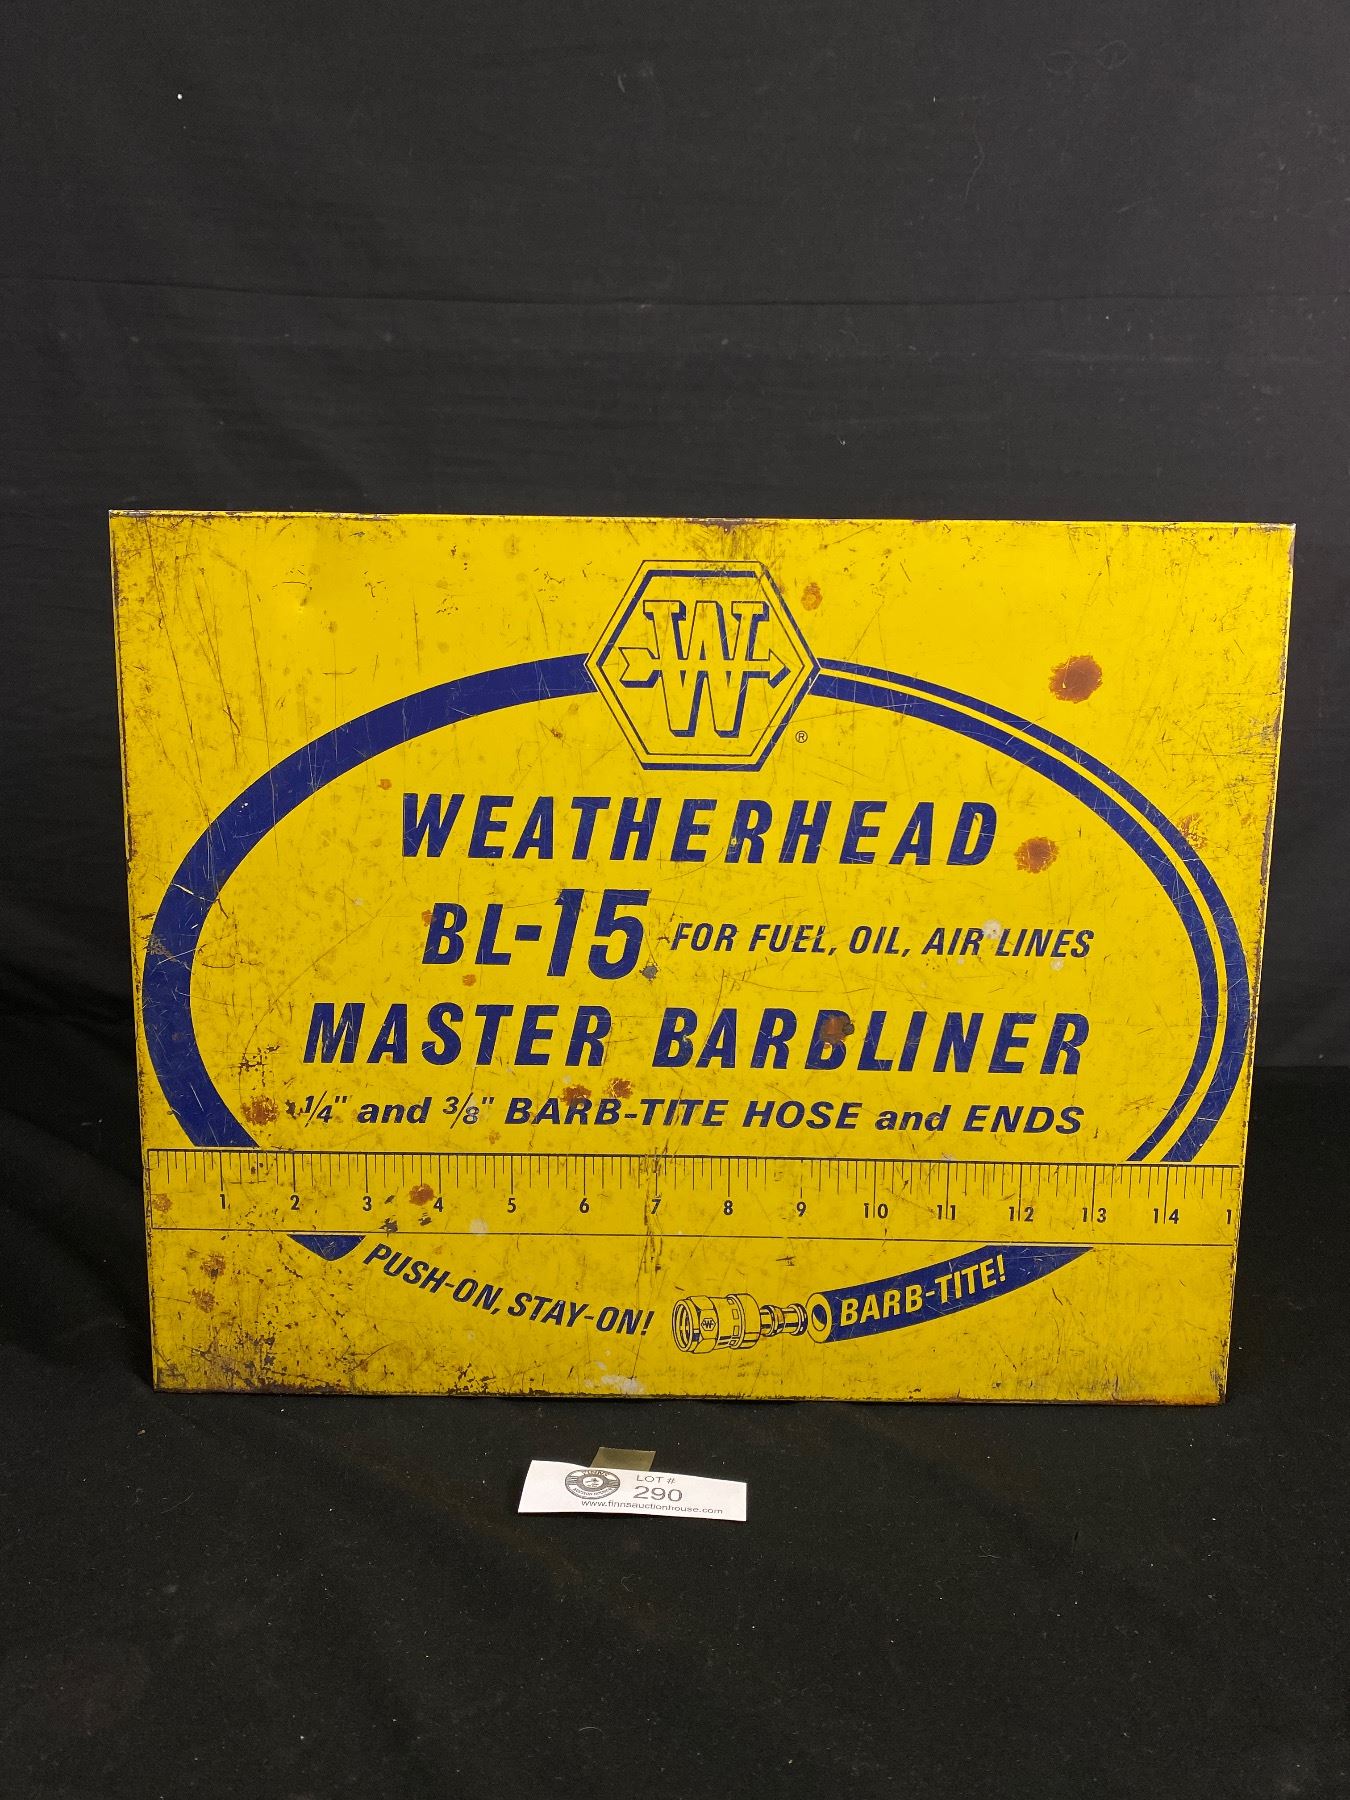 W
®
WEATHERHEAD
BL-15 FOR FUEL, OIL, AIR LINES
MASTER BARBLINER
1/4" and 3/8" BARB-TITE HOSE and ENDS
1 2 3 4 5 6 7 8 9 10 11 12 13 14 1
PUSH-ON, STAY-ON! W BARB-TITE!
LOT #
290
www.finnsauctionhouse.com